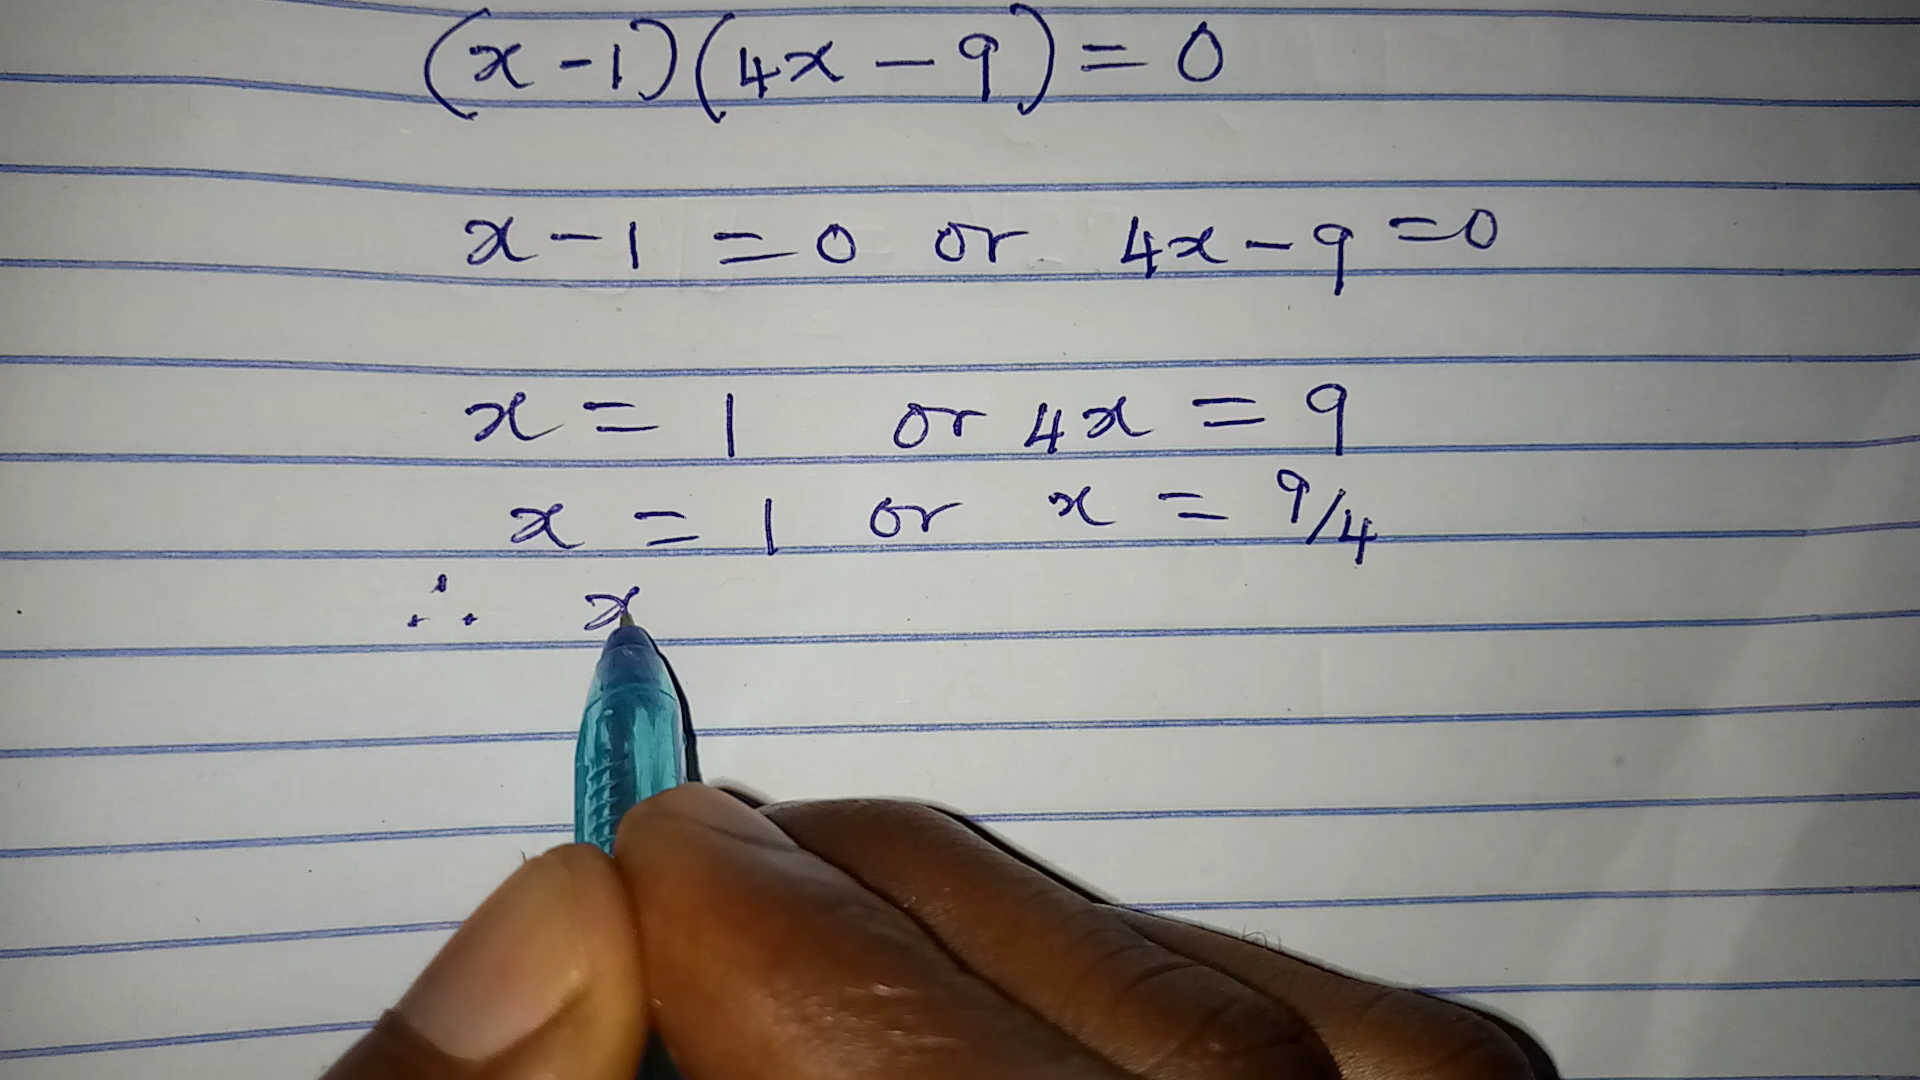 (x-1)(4x-9)=0
x-1=0 or 4x-9=0
x=1 or 4x=9
x=1 or x=9/4
∴ x